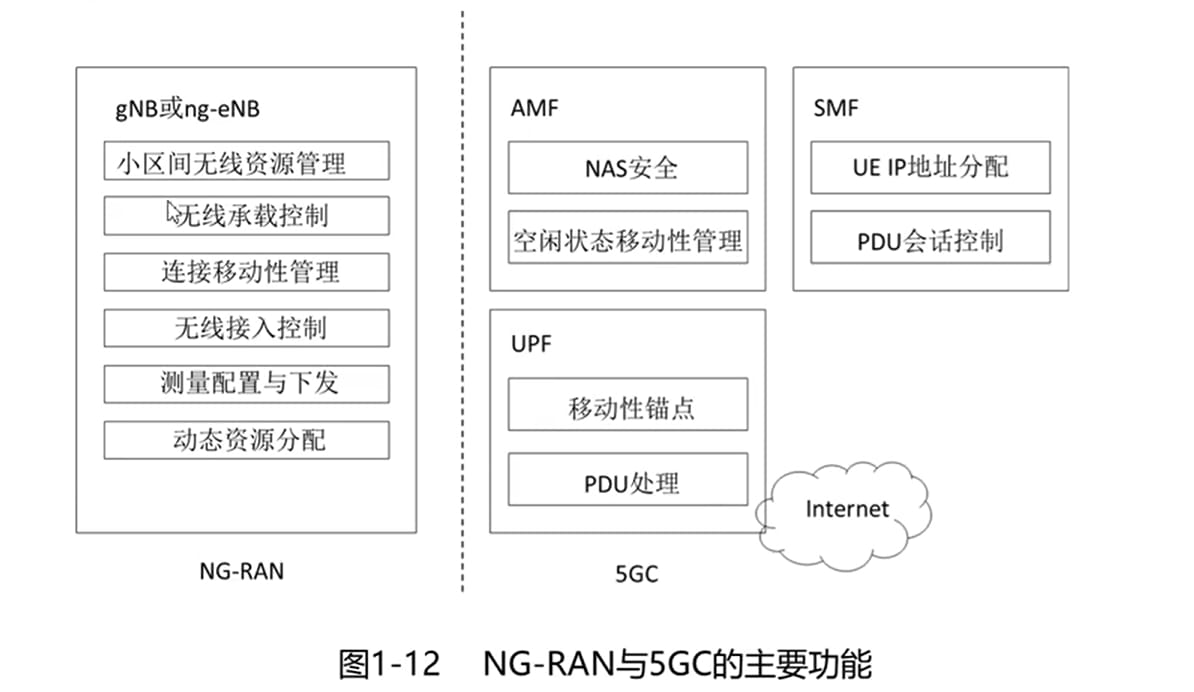 gNB或ng-eNB
小区间无线资源管理
无线承载控制
连接移动性管理
无线接入控制
测量配置与下发
动态资源分配
NG-RAN
AMF
NAS安全
空闲状态移动性管理
SMF
UE IP地址分配
PDU会话控制
UPF
移动性锚点
PDU处理
Internet
5GC
图1-12 NG-RAN与5GC的主要功能